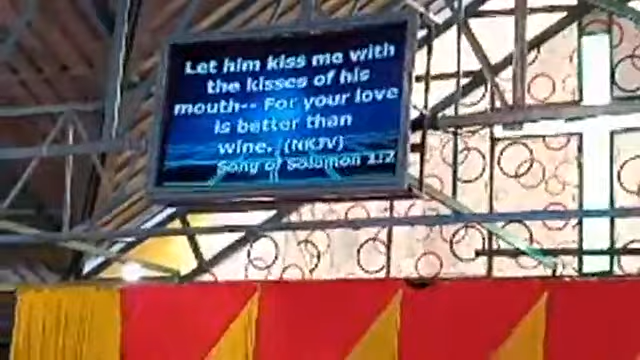 Let him kiss me with
the kisses of his
mouth-- For your love
is better than
wine. (NKJV)
Song of Solomon 1:2